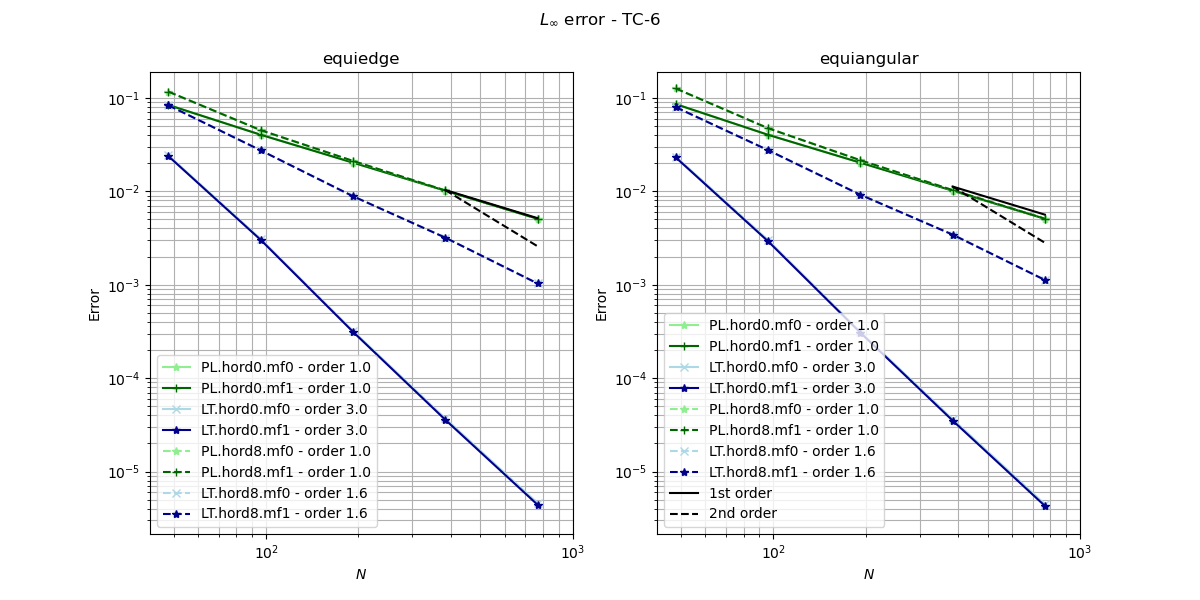 L∞ error - TC-6
equiedge
10⁻¹
10⁻²
10⁻³
10⁻⁴
10⁻⁵
Error
PL.hord0.mf0 - order 1.0
PL.hord0.mf1 - order 1.0
LT.hord0.mf0 - order 3.0
LT.hord0.mf1 - order 3.0
PL.hord8.mf0 - order 1.0
PL.hord8.mf1 - order 1.0
LT.hord8.mf0 - order 1.6
LT.hord8.mf1 - order 1.6
10² 10³
N
equiangular
10⁻¹
10⁻²
10⁻³
10⁻⁴
10⁻⁵
Error
PL.hord0.mf0 - order 1.0
PL.hord0.mf1 - order 1.0
LT.hord0.mf0 - order 3.0
LT.hord0.mf1 - order 3.0
PL.hord8.mf0 - order 1.0
PL.hord8.mf1 - order 1.0
LT.hord8.mf0 - order 1.6
LT.hord8.mf1 - order 1.6
1st order
2nd order
10² 10³
N